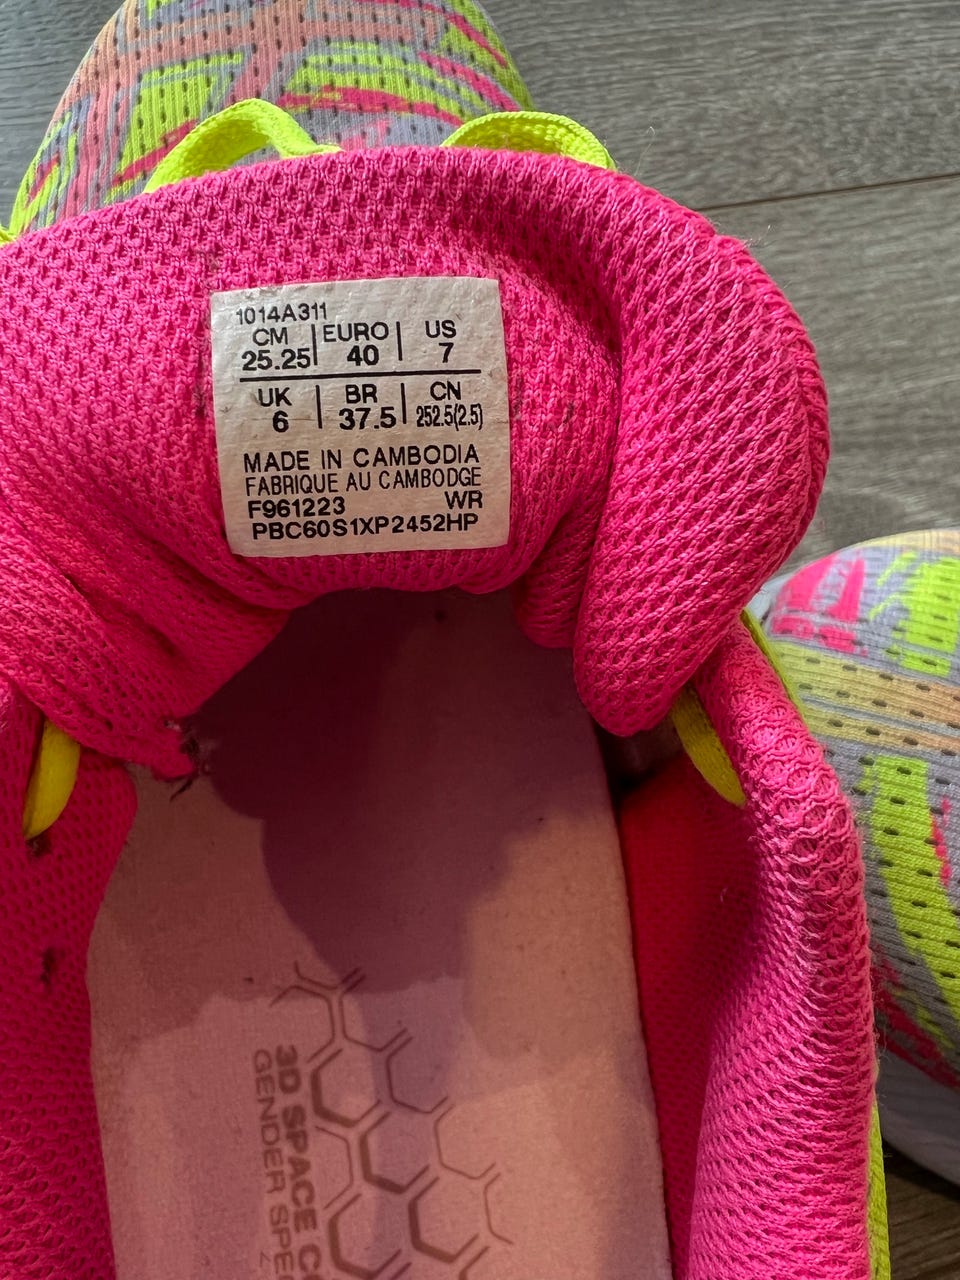 1014A311
CM EURO US
25.25 40 7
UK BR CN
6 37.5 252.5(2.5)
MADE IN CAMBODIA
FABRIQUE AU CAMBODGE
F961223 WR
PBC60S1XP2452HP
3D SPACE
GENDER